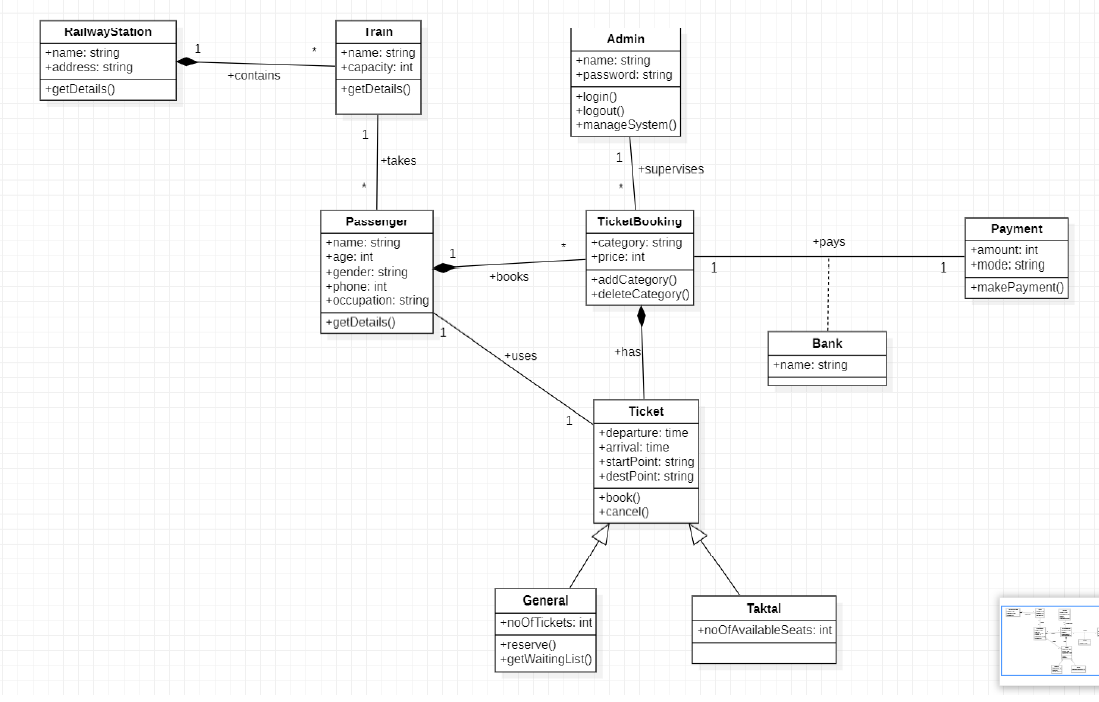 RailwayStation
+name: string
+address: string
+getDetails()
1
*
+contains
Train
+name: string
+capacity: int
+getDetails()
Admin
+name: string
+password: string
+login()
+logout()
+manageSystem()
1
+takes
*
1
+supervises
*
Passenger
+name: string
+age: int
+gender: string
+phone: int
+occupation: string
+getDetails()
1
*
+books
TicketBooking
+category: string
+price: int
+addCategory()
+deleteCategory()
+pays
1
1
Payment
+amount: int
+mode: string
+makePayment()
Bank
+name: string
1
+uses
1
+has
Ticket
+departure: time
+arrival: time
+startPoint: string
+destPoint: string
+book()
+cancel()
General
+noOfTickets: int
+reserve()
+getWaitingList()
Taktal
+noOfAvailableSeats: int